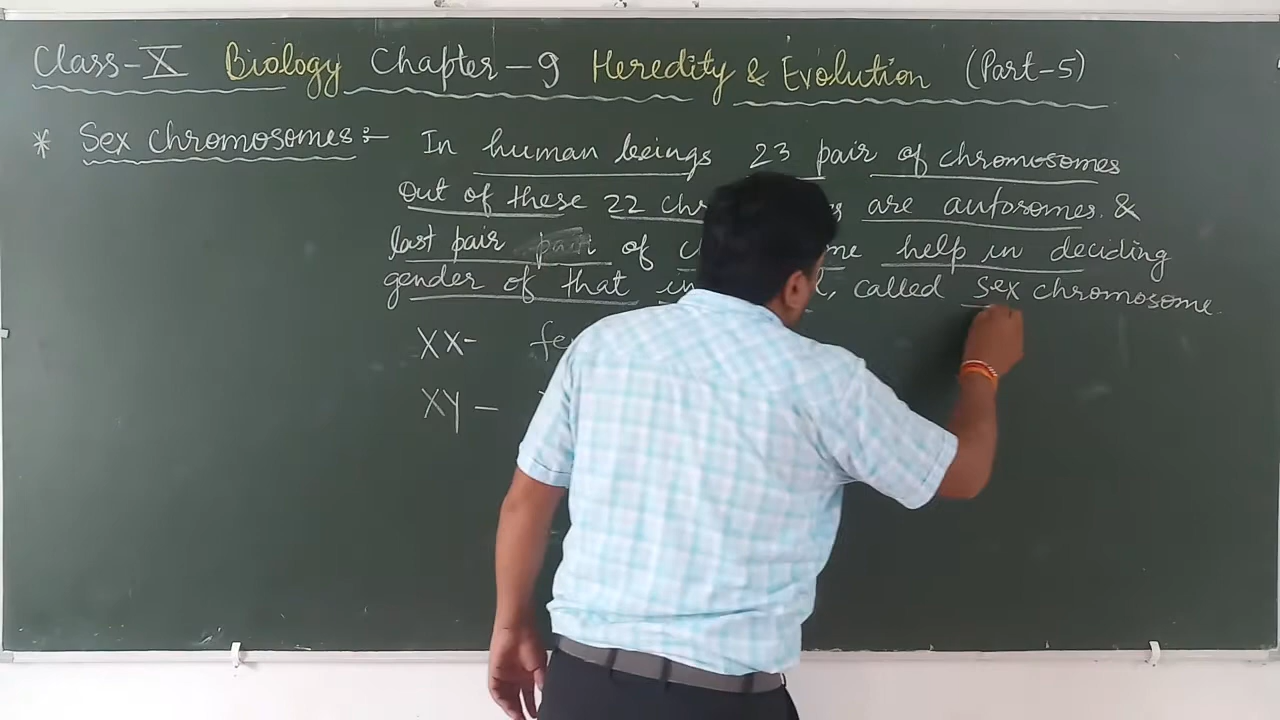 Class-X Biology Chapter-9 Heredity & Evolution (Part-5)
* Sex chromosomes:- In human beings 23 pair of chromosomes
Out of these 22 are autosomes. &
last pair pair of help in deciding
gender of that called sex chromosome.
XX-
XY-